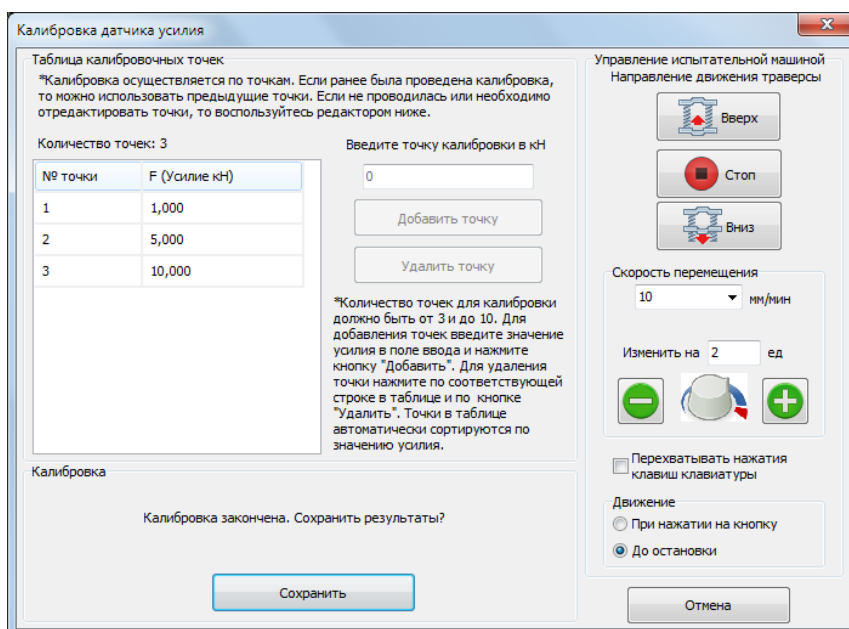 Калибровка датчика усилия
Таблица калибровочных точек
*Калибровка осуществляется по точкам. Если ранее была проведена калибровка,
то можно использовать предыдущие точки. Если не проводилась или необходимо
отредактировать точки, то воспользуйтесь редактором ниже.
Количество точек: 3
№ точки F (Усилие кН)
1 1,000
2 5,000
3 10,000
Введите точку калибровки в кН
0
Добавить точку
Удалить точку
*Количество точек для калибровки
должно быть от 3 и до 10. Для
добавления точек введите значение
усилия в поле ввода и нажмите
кнопку "Добавить". Для удаления
точки нажмите по соответствующей
строке в таблице и по кнопке
"Удалить". Точки в таблице
автоматически сортируются по
значению усилия.
Калибровка
Калибровка закончена. Сохранить результаты?
Сохранить
Управление испытательной машиной
Направление движения траверсы
Вверх
Стоп
Вниз
Скорость перемещения
10 мм/мин
Изменить на 2 ед
Перехватывать нажатия
клавиш клавиатуры
Движение
При нажатии на кнопку
До остановки
Отмена